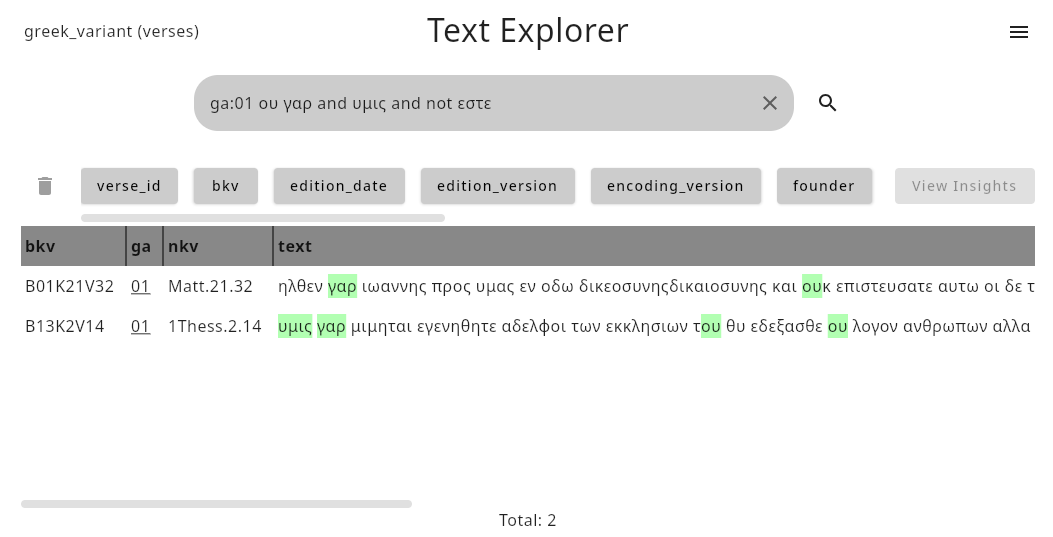 greek_variant (verses)
Text Explorer
ga:01 ου γαρ and υμις and not εστε
verse_id bkv edition_date edition_version encoding_version founder View Insights
bkv ga nkv text
B01K21V32 01 Matt.21.32 ηλθεν γαρ ιωαννης προς υμας εν οδω δικεοσυνηςδικαιοσυνης και ουκ επιστευσατε αυτω οι δε τ
B13K2V14 01 1Thess.2.14 υμις γαρ μιμηται εγενηθητε αδελφοι των εκκλησιων του θυ εδεξασθε ου λογον ανθρωπων αλλα
Total: 2